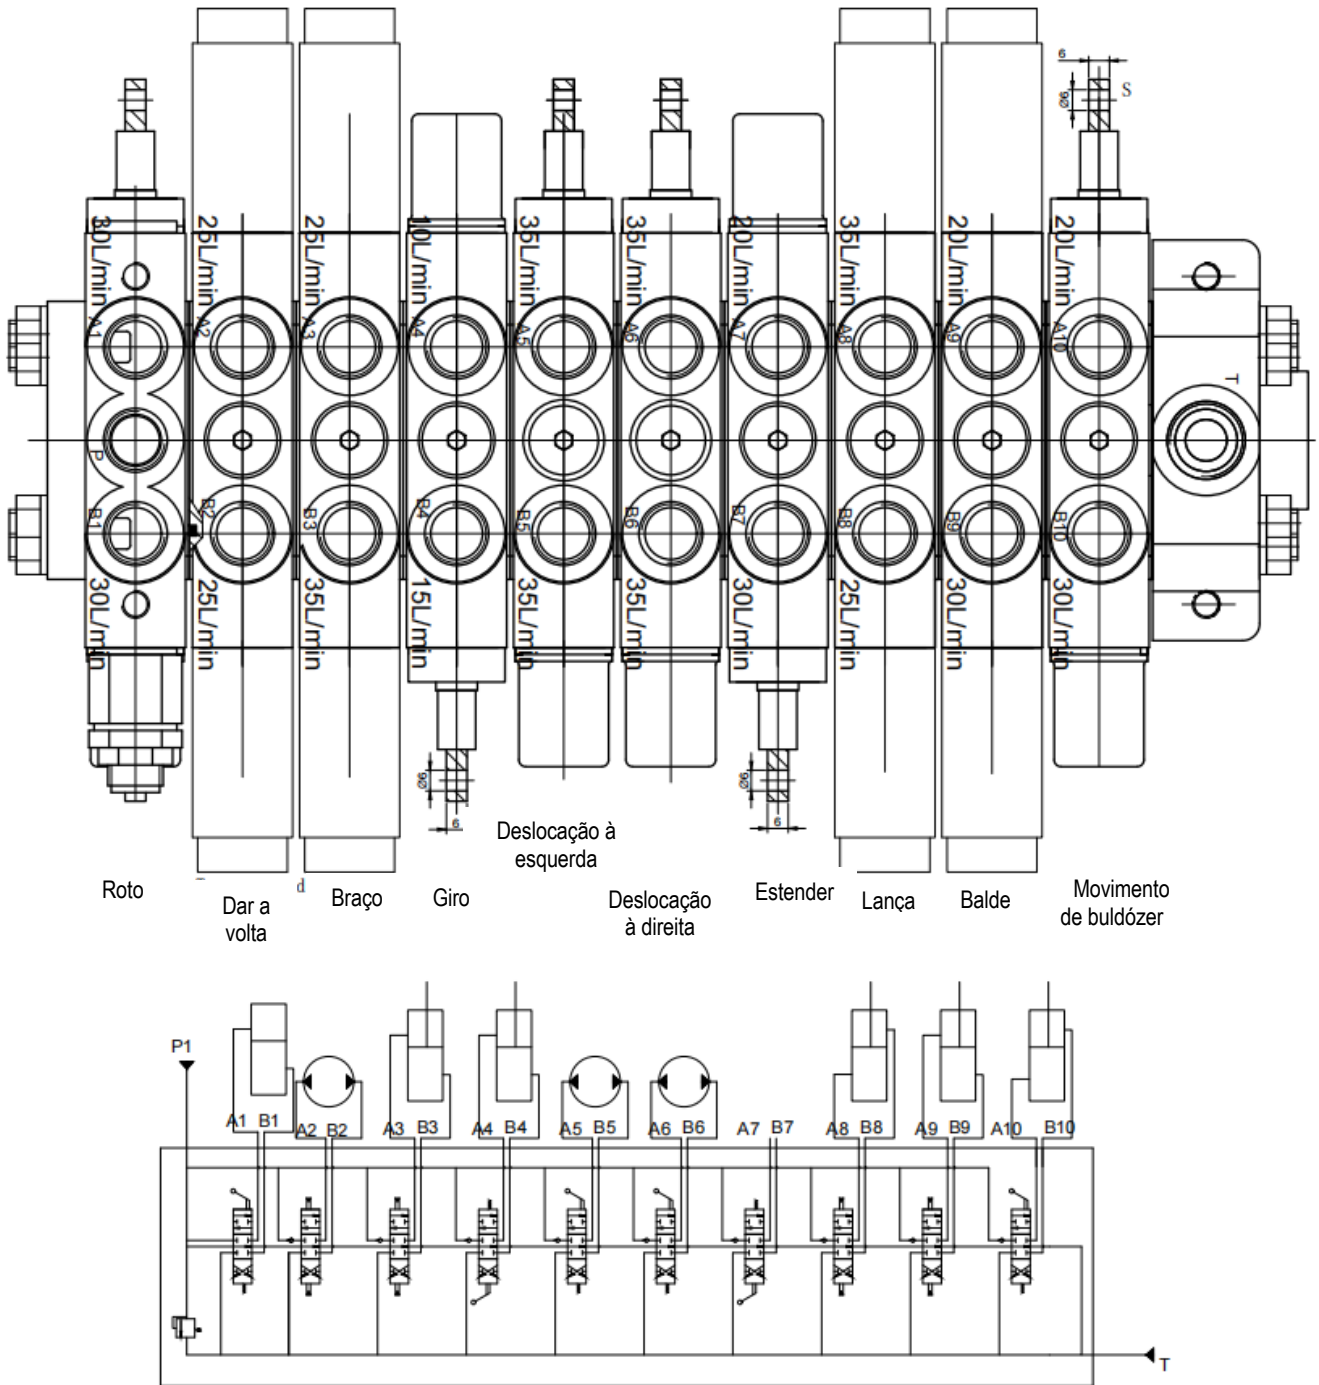 6
Ø9
S
30L/min
25L/min
25L/min
10L/min
35L/min
35L/min
20L/min
35L/min
20L/min
20L/min
A1
A2
A3
A4
A5
A6
A7
A8
A9
A10
P
T
B1
B2
B3
B4
B5
B6
B7
B8
B9
B10
30L/min
25L/min
35L/min
15L/min
35L/min
35L/min
30L/min
25L/min
30L/min
30L/min
Ø9
6
Ø9
6
Deslocação à
esquerda
Roto
d
Dar a
volta
Braço
Giro
Deslocação
à direita
Estender
Lança
Balde
Movimento
de buldózer
P1
A1 B1
A2 B2
A3 B3
A4 B4
A5 B5
A6 B6
A7 B7
A8 B8
A9 B9
A10 B10
T